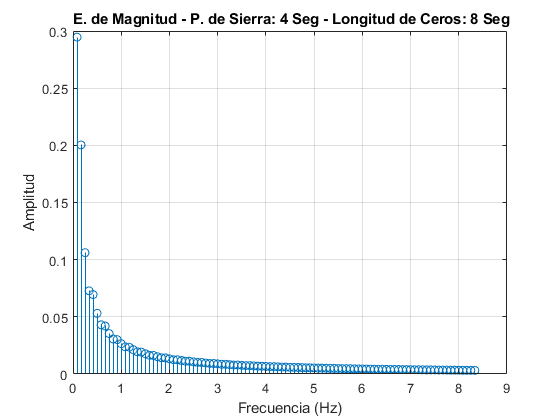 E. de Magnitud - P. de Sierra: 4 Seg - Longitud de Ceros: 8 Seg
0.3
0.25
0.2
0.15
0.1
0.05
0
Amplitud
0 1 2 3 4 5 6 7 8 9
Frecuencia (Hz)